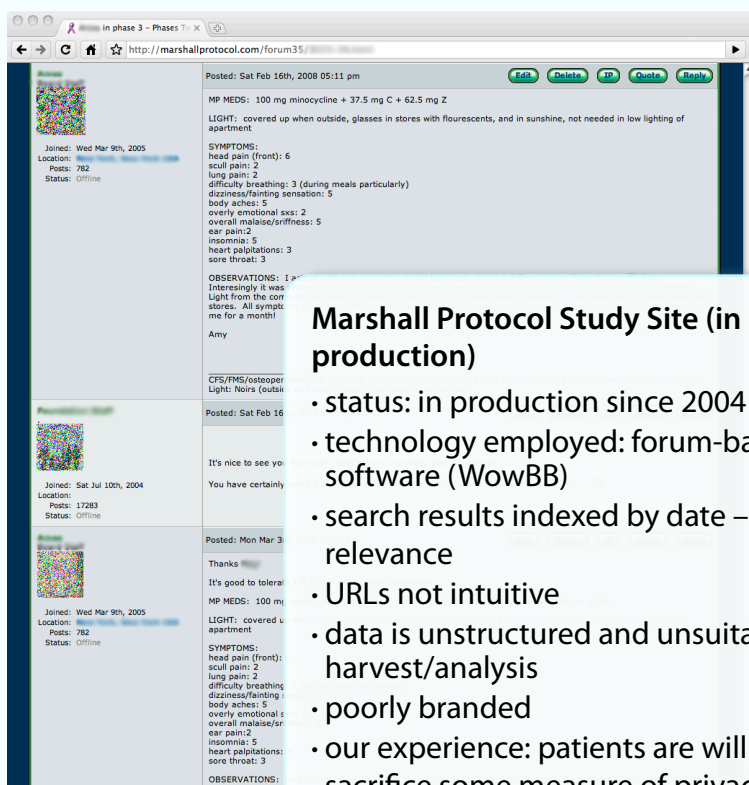 in phase 3 – Phases Tv
http://marshallprotocol.com/forum35/
Posted: Sat Feb 16th, 2008 05:11 pm
Edit Delete IP Quote Reply
MP MEDS: 100 mg minocycline + 37.5 mg C + 62.5 mg Z
LIGHT: covered up when outside, glasses in stores with flourescents, and in sunshine, not needed in low lighting of
apartment
Joined: Wed Mar 9th, 2005
Location:
Posts: 782
Status: Offline
SYMPTOMS:
head pain (front): 6
scull pain: 2
lung pain: 2
difficulty breathing: 3 (during meals particularly)
dizziness/fainting sensation: 5
body aches: 5
overly emotional sxs: 2
overall malaise/sriffness: 5
ear pain:2
insomnia: 5
heart palpitations: 3
sore throat: 3
OBSERVATIONS: I
Interesingly it was
Light from the com
stores. All sympto
me for a month!
Amy
CFS/FMS/osteoper
Light: Noirs (outsid
Posted: Sat Feb 16
It's nice to see yo
You have certainly
Joined: Sat Jul 10th, 2004
Location:
Posts: 17283
Status: Offline
Posted: Mon Mar 3
Thanks
It's good to tolerat
MP MEDS: 100 mg
LIGHT: covered u
apartment
Joined: Wed Mar 9th, 2005
Location:
Posts: 782
Status: Offline
SYMPTOMS:
head pain (front):
scull pain: 2
lung pain: 2
difficulty breathing
dizziness/fainting
body aches: 5
overly emotional s
overall malaise/sri
ear pain:2
insomnia: 5
heart palpitations:
sore throat: 3
OBSERVATIONS:
Marshall Protocol Study Site (in
production)
· status: in production since 2004
· technology employed: forum-ba
software (WowBB)
· search results indexed by date –
relevance
· URLs not intuitive
· data is unstructured and unsuita
harvest/analysis
· poorly branded
· our experience: patients are will
sacrifice some measure of privac